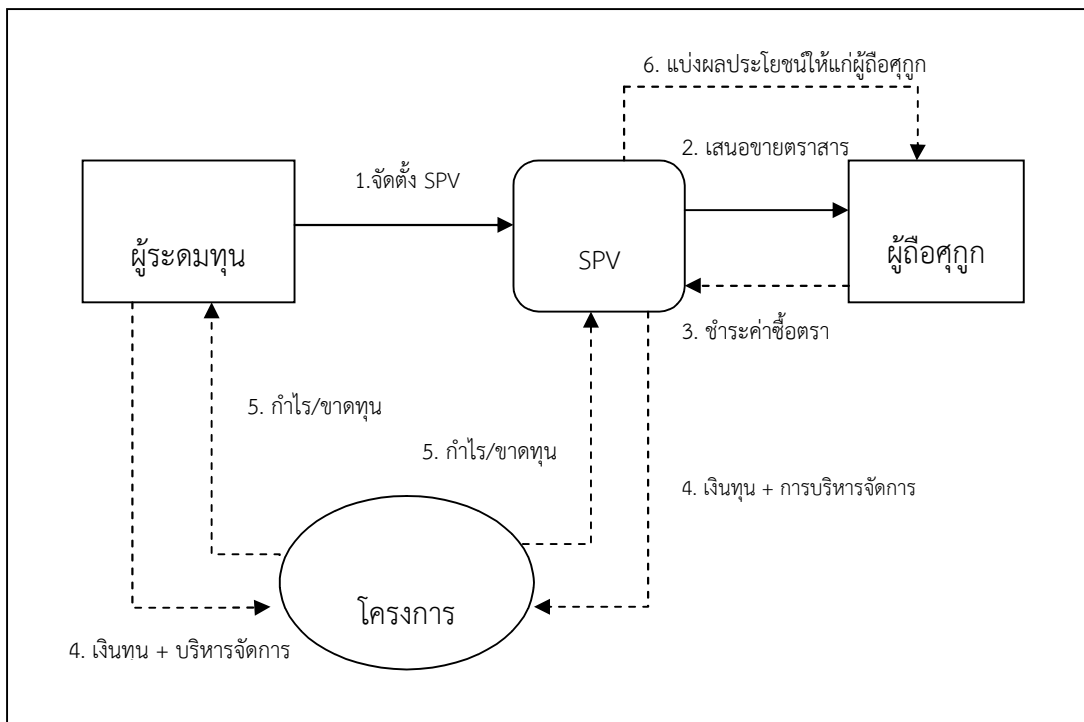 6. แบ่งผลประโยชน์ให้แก่ผู้ถือศุกูก
2. เสนอขายตราสาร
1.จัดตั้ง SPV
ผู้ระดมทุน
SPV
ผู้ถือศุกูก
3. ชำระค่าซื้อตรา
5. กำไร/ขาดทุน
5. กำไร/ขาดทุน
4. เงินทุน + การบริหารจัดการ
โครงการ
4. เงินทุน + บริหารจัดการ